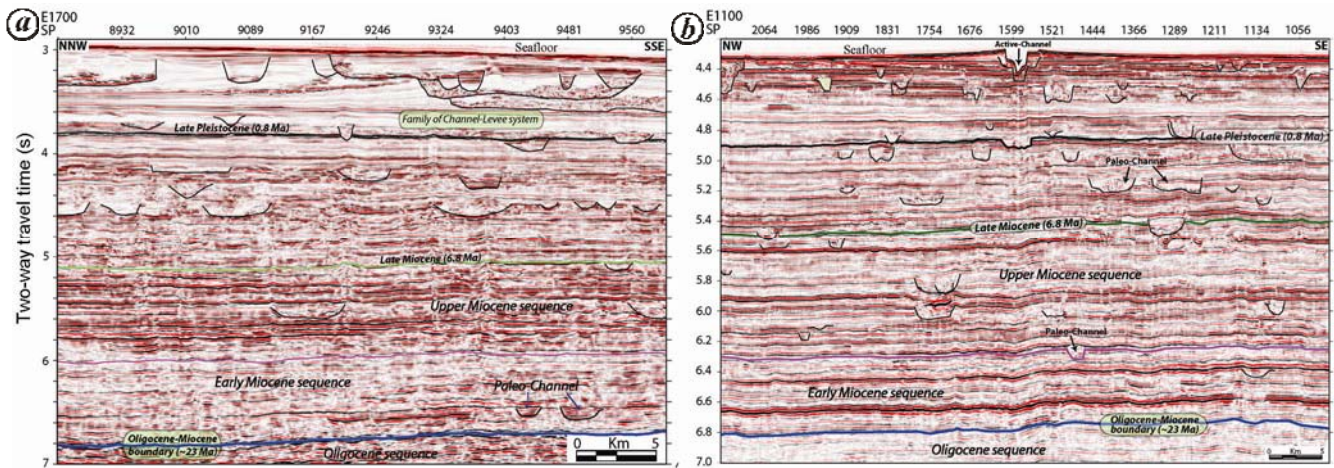 a
E1700
SP 8932 9010 9089 9167 9246 9324 9403 9481 9560
NNW
Seafloor
SSE
3
4
5
6
7
Two-way travel time (s)
Family of Channel-Levee system
Late Pleistocene (0.8 Ma)
Late Miocene (6.8 Ma)
Upper Miocene sequence
Early Miocene sequence
Paleo-Channel
Oligocene-Miocene
boundary (~23 Ma)
Oligocene sequence
0 Km 5
b
E1100
SP 2064 1986 1909 1831 1754 1676 1599 1521 1444 1366 1289 1211 1134 1056
NW
Seafloor
Active-Channel
SE
4.4
4.6
4.8
5.0
5.2
5.4
5.6
5.8
6.0
6.2
6.4
6.6
6.8
7.0
Late Pleistocene (0.8 Ma)
Paleo-Channel
Late Miocene (6.8 Ma)
Upper Miocene sequence
Paleo-Channel
Early Miocene sequence
Oligocene-Miocene
boundary (~23 Ma)
Oligocene sequence
0 Km 5